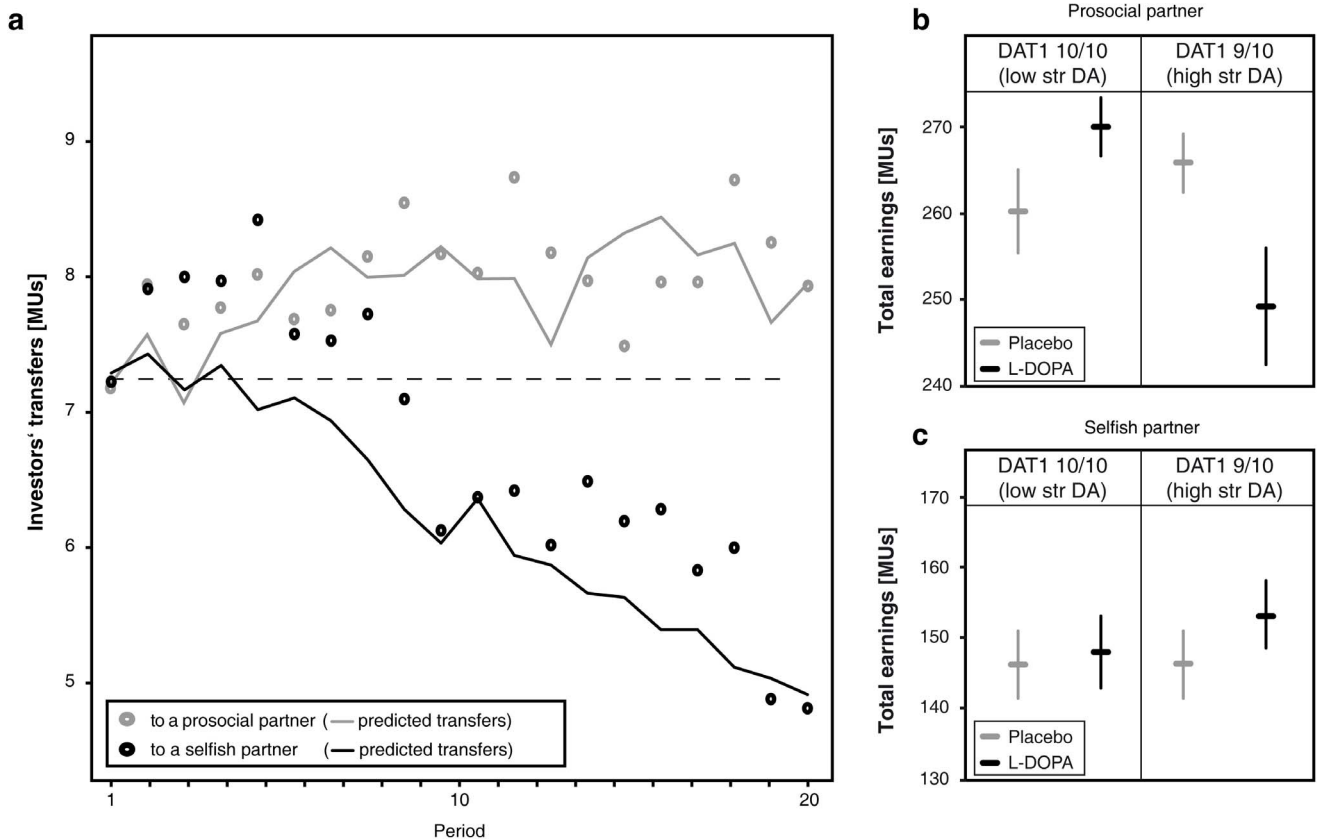 a
Investors‘ transfers [MUs]
9
8
7
6
5
to a prosocial partner ( predicted transfers)
to a selfish partner ( predicted transfers)
1
10
20
Period
b
Prosocial partner
DAT1 10/10
(low str DA)
DAT1 9/10
(high str DA)
Total earnings [MUs]
270
260
250
240
Placebo
L-DOPA
c
Selfish partner
DAT1 10/10
(low str DA)
DAT1 9/10
(high str DA)
Total earnings [MUs]
170
160
150
140
130
Placebo
L-DOPA